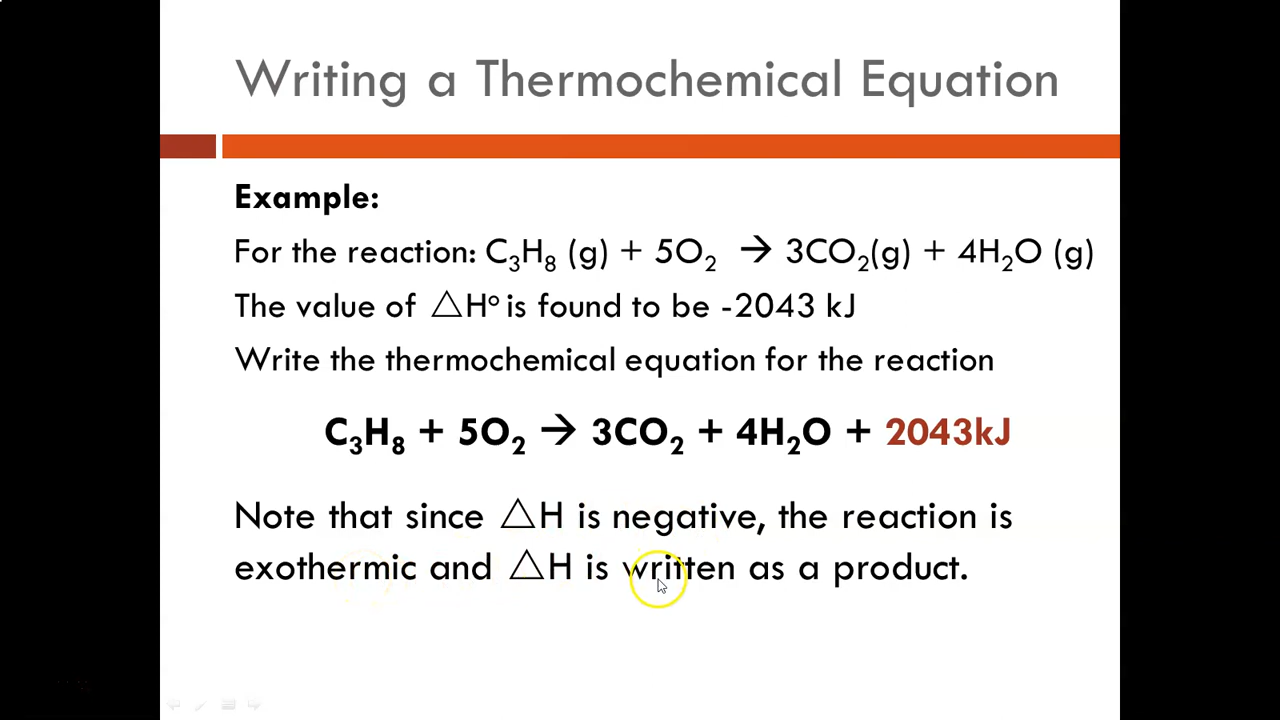 Writing a Thermochemical Equation
Example:
For the reaction: C₃H₈ (g) + 5O₂ → 3CO₂(g) + 4H₂O (g)
The value of △Hº is found to be -2043 kJ
Write the thermochemical equation for the reaction
C₃H₈ + 5O₂ → 3CO₂ + 4H₂O + 2043kJ
Note that since △H is negative, the reaction is
exothermic and △H is written as a product.